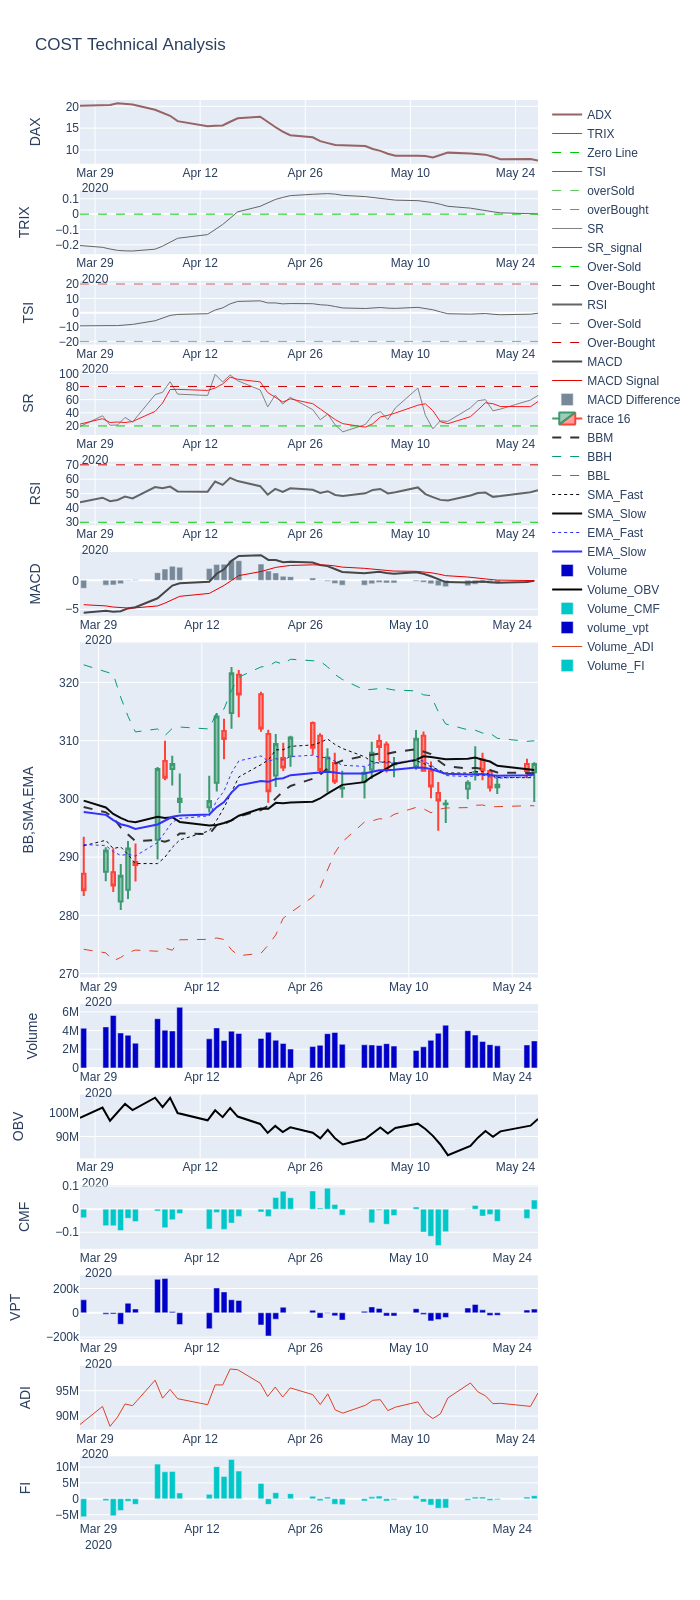 COST Technical Analysis
DAX
20
15
10
Mar 29
2020
Apr 12
Apr 26
May 10
May 24
TRIX
0.1
0
−0.1
−0.2
Mar 29
2020
Apr 12
Apr 26
May 10
May 24
TSI
20
10
0
−10
−20
Mar 29
2020
Apr 12
Apr 26
May 10
May 24
SR
100
80
60
40
20
Mar 29
2020
Apr 12
Apr 26
May 10
May 24
RSI
70
60
50
40
30
Mar 29
2020
Apr 12
Apr 26
May 10
May 24
MACD
0
−5
Mar 29
2020
Apr 12
Apr 26
May 10
May 24
BB,SMA,EMA
320
310
300
290
280
270
Mar 29
2020
Apr 12
Apr 26
May 10
May 24
Volume
6M
4M
2M
0
Mar 29
2020
Apr 12
Apr 26
May 10
May 24
OBV
100M
90M
Mar 29
2020
Apr 12
Apr 26
May 10
May 24
CMF
0.1
0
−0.1
Mar 29
2020
Apr 12
Apr 26
May 10
May 24
VPT
200k
0
−200k
Mar 29
2020
Apr 12
Apr 26
May 10
May 24
ADI
95M
90M
Mar 29
2020
Apr 12
Apr 26
May 10
May 24
FI
10M
5M
0
−5M
Mar 29
2020
Apr 12
Apr 26
May 10
May 24
ADX
TRIX
Zero Line
TSI
overSold
overBought
SR
SR_signal
Over-Sold
Over-Bought
RSI
Over-Sold
Over-Bought
MACD
MACD Signal
MACD Difference
trace 16
BBM
BBH
BBL
SMA_Fast
SMA_Slow
EMA_Fast
EMA_Slow
Volume
Volume_OBV
Volume_CMF
volume_vpt
Volume_ADI
Volume_FI